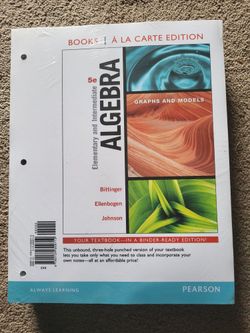 BOOKS À LA CARTE EDITION
5e
Elementary and Intermediate
ALGEBRA
GRAPHS AND MODELS
Bittinger
Ellenbogen
Johnson
YOUR TEXTBOOK—IN A BINDER-READY EDITION!
This unbound, three-hole punched version of your textbook
lets you take only what you need to class and incorporate your
own notes—all at an affordable price!
ALWAYS LEARNING
PEARSON